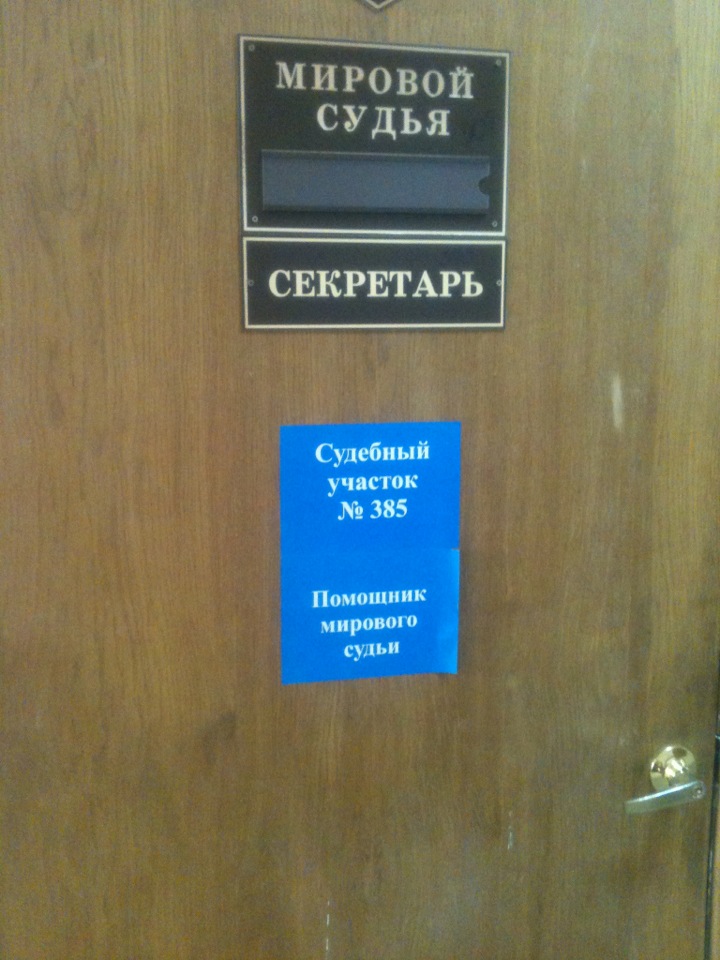 МИРОВОЙ
СУДЬЯ
СЕКРЕТАРЬ
Судебный
участок
№ 385
Помощник
мирового
судьи